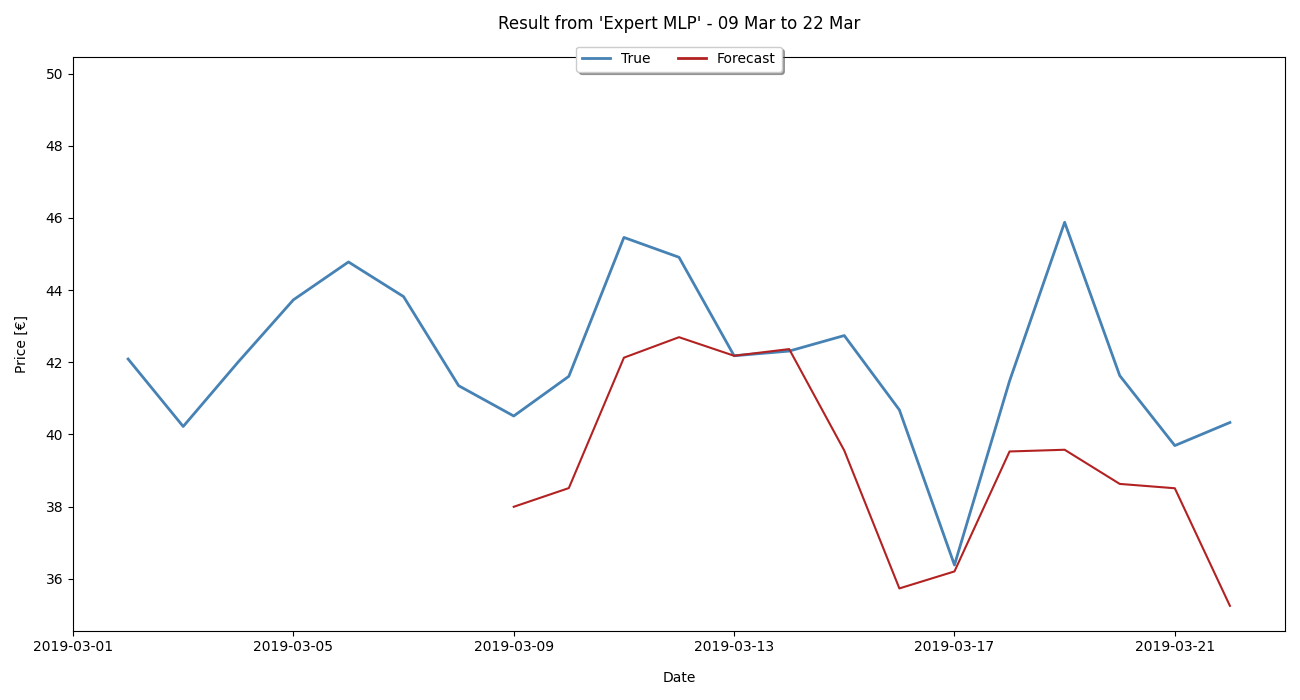 Result from 'Expert MLP' - 09 Mar to 22 Mar
True Forecast
50
48
46
44
42
40
38
36
Price [€]
2019-03-01 2019-03-05 2019-03-09 2019-03-13 2019-03-17 2019-03-21
Date